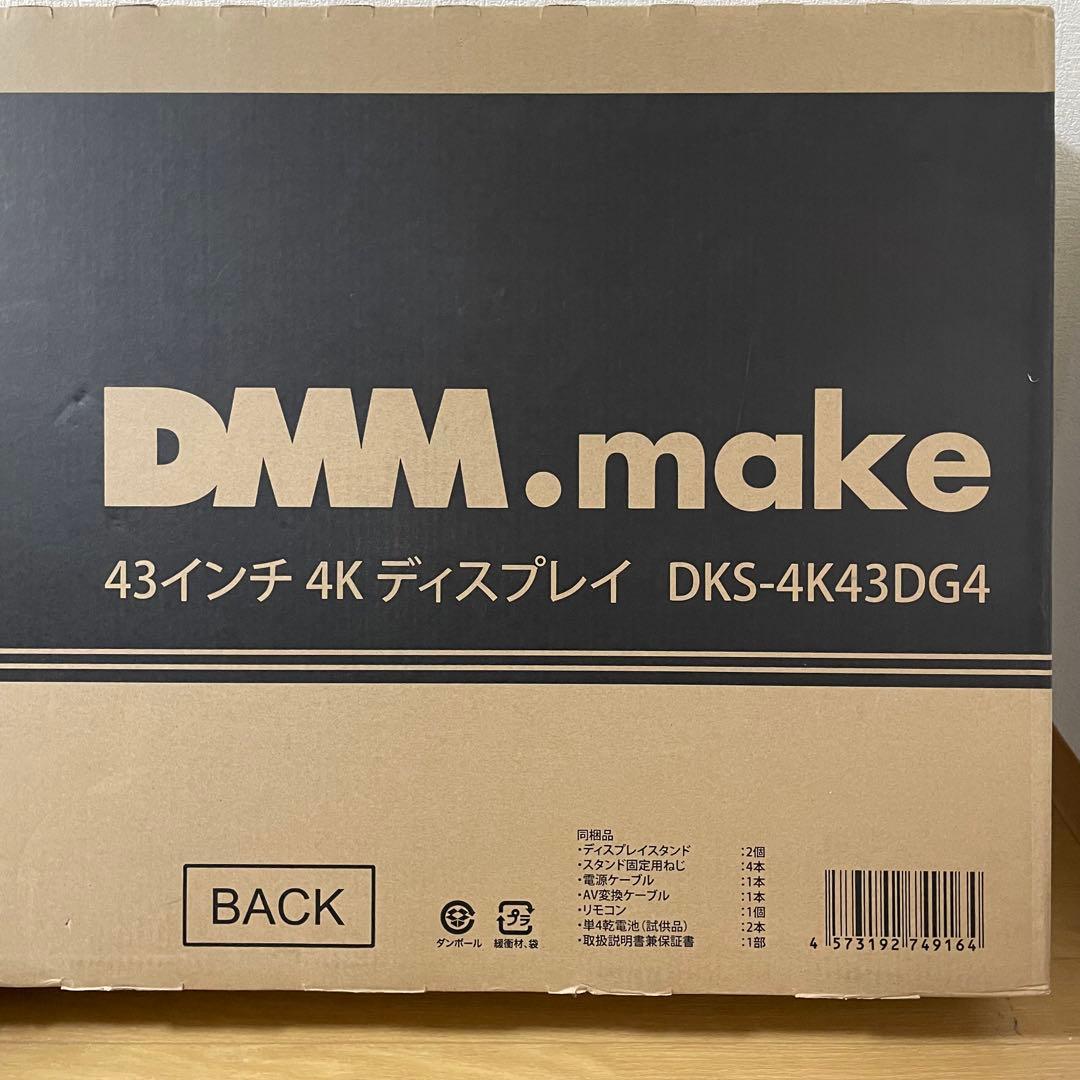 DMM.make
43インチ 4K ディスプレイ DKS-4K43DG4
BACK
ダンボール
プラ
緩衝材、袋
同梱品
・ディスプレイスタンド :2個
・スタンド固定用ねじ :4本
・電源ケーブル :1本
・AV変換ケーブル :1本
・リモコン :1個
・単4乾電池(試供品) :2本
・取扱説明書兼保証書 :1部
4 573192 749164